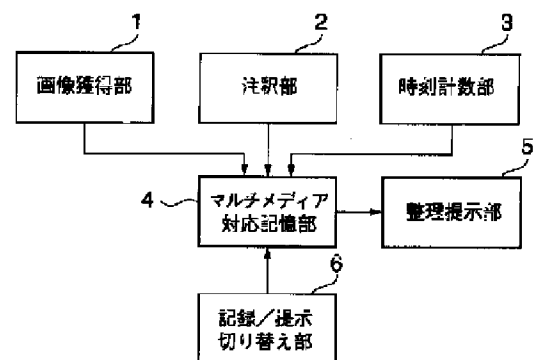 1
2
3
画像獲得部
注釈部
時刻計数部
4
マルチメディア
対応記憶部
5
整理提示部
6
記録／提示
切り替え部